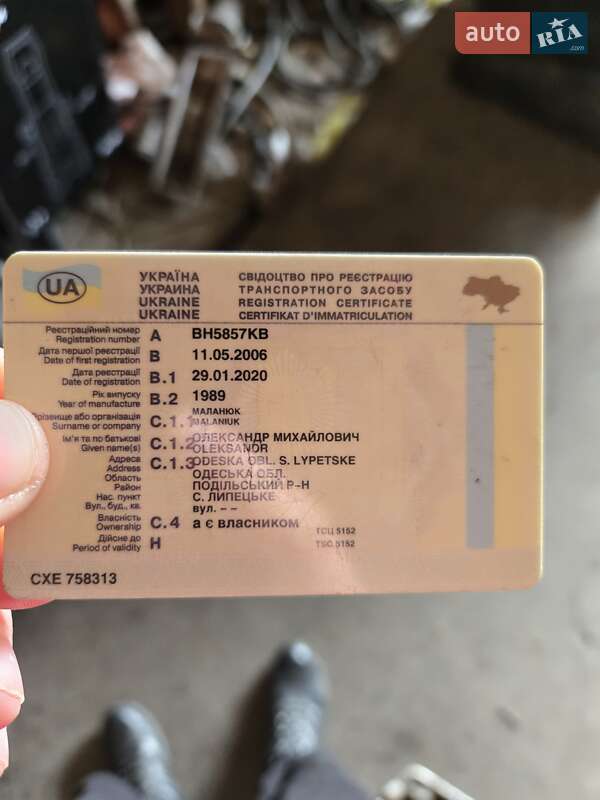 auto RIA .com
UA
УКРАЇНА СВІДОЦТВО ПРО РЕЄСТРАЦІЮ
УКРАИНА ТРАНСПОРТНОГО ЗАСОБУ
UKRAINE REGISTRATION CERTIFICATE
UKRAINE CERTIFIKAT D'IMMATRICULATION
Реєстраційний номер
Registration number A BH5857KB
Дата першої реєстрації
Date of first registration B 11.05.2006
Дата реєстрації
Date of registration B.1 29.01.2020
Рік випуску
Year of manufacture B.2 1989
Прізвище або організація C.1.1 МАЛАНЮК
Surname or company MALANIUK
Ім'я та по батькові C.1.2 ОЛЕКСАНДР МИХАЙЛОВИЧ
Given name(s) OLEKSANDR
Адреса C.1.3 ODESKA OBL. S. LYPETSKE
Address
Область ОДЕСЬКА ОБЛ.
Район ПОДІЛЬСЬКИЙ Р-Н
Нас. пункт С. ЛИПЕЦЬКЕ
Вул., буд., кв. вул. - -
Власність
Ownership C.4 а є власником ТСЦ 5152
Дійсне до
Period of validity H TSC 5152
CXE 758313